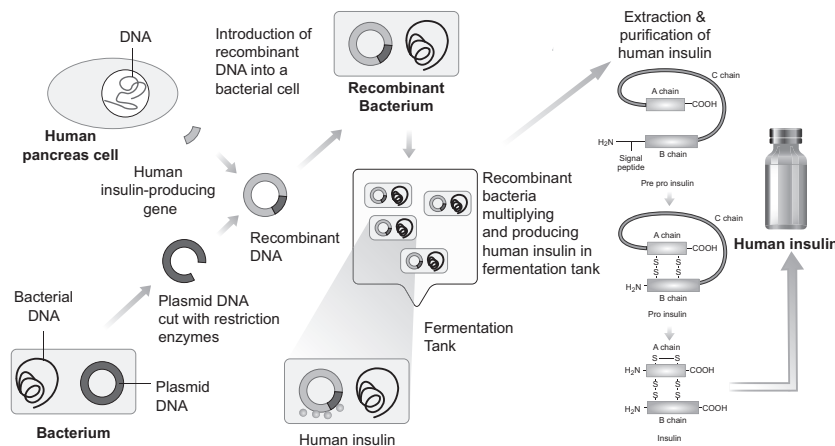 DNA
Human
pancreas cell
Introduction of
recombinant
DNA into a
bacterial cell
Recombinant
Bacterium
Human
insulin-producing
gene
Recombinant
DNA
Plasmid DNA
cut with restriction
enzymes
Bacterial
DNA
Plasmid
DNA
Bacterium
Recombinant
bacteria
multiplying
and producing
human insulin in
fermentation tank
Fermentation
Tank
Human insulin
Extraction &
purification of
human insulin
C chain
A chain
COOH
H₂N
Signal
peptide
B chain
Pre pro insulin
C chain
A chain
COOH
S S
S S
H₂N
B chain
Pro insulin
A chain
S S
H₂N COOH
S S
S S
H₂N COOH
B chain
Insulin
Human insulin